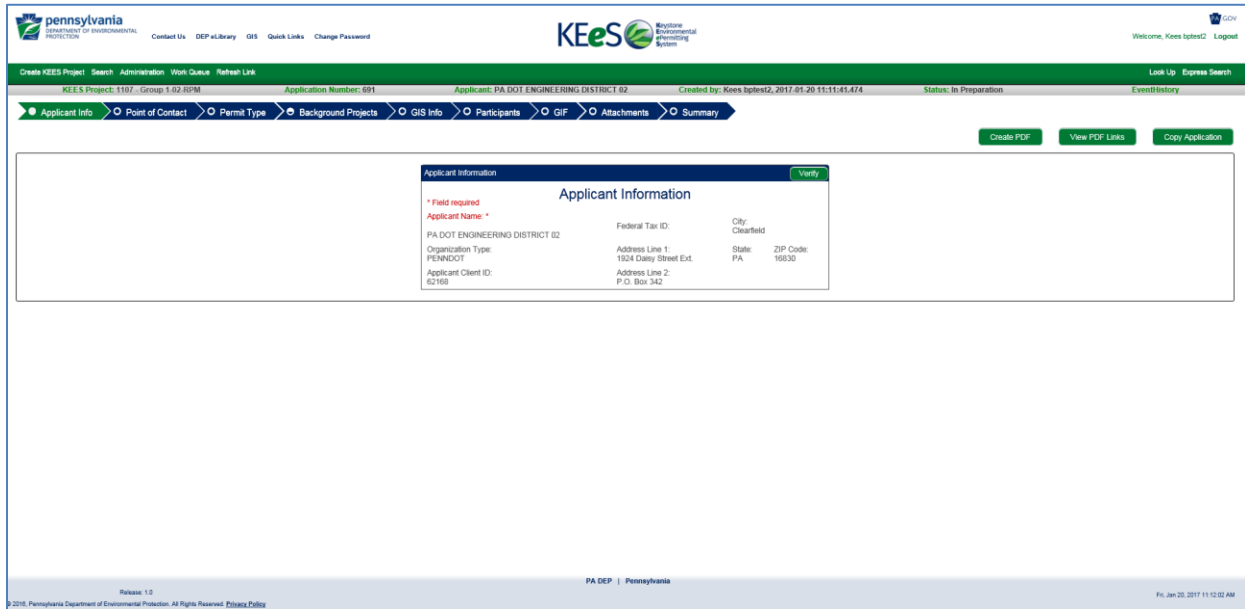 pennsylvania
DEPARTMENT OF ENVIRONMENTAL
PROTECTION
Contact Us DEP eLibrary GIS Quick Links Change Password
KEeS Keystone
Environmental
ePermitting
System
PA GOV
Welcome, Kees bptest2 Logout
Create KEES Project Search Administration Work Queue Refresh Link Look Up Express Search
KEES Project: 1107 - Group 1-02-RPM Application Number: 691 Applicant: PA DOT ENGINEERING DISTRICT 02 Created by: Kees bptest2, 2017-01-20 11:11:41.474 Status: In Preparation EventHistory
Applicant Info Point of Contact Permit Type Background Projects GIS Info Participants GIF Attachments Summary
Create PDF View PDF Links Copy Application
Applicant Information Verify
Applicant Information
* Field required
Applicant Name: *
PA DOT ENGINEERING DISTRICT 02
Federal Tax ID:
City:
Clearfield
Organization Type:
PENNDOT
Address Line 1:
1924 Daisy Street Ext.
State:
PA
ZIP Code:
16830
Applicant Client ID:
62168
Address Line 2:
P.O. Box 342
PA DEP | Pennsylvania
Release: 1.0
© 2016, Pennsylvania Department of Environmental Protection. All Rights Reserved. Privacy Policy
Fri, Jan 20, 2017 11:12:02 AM